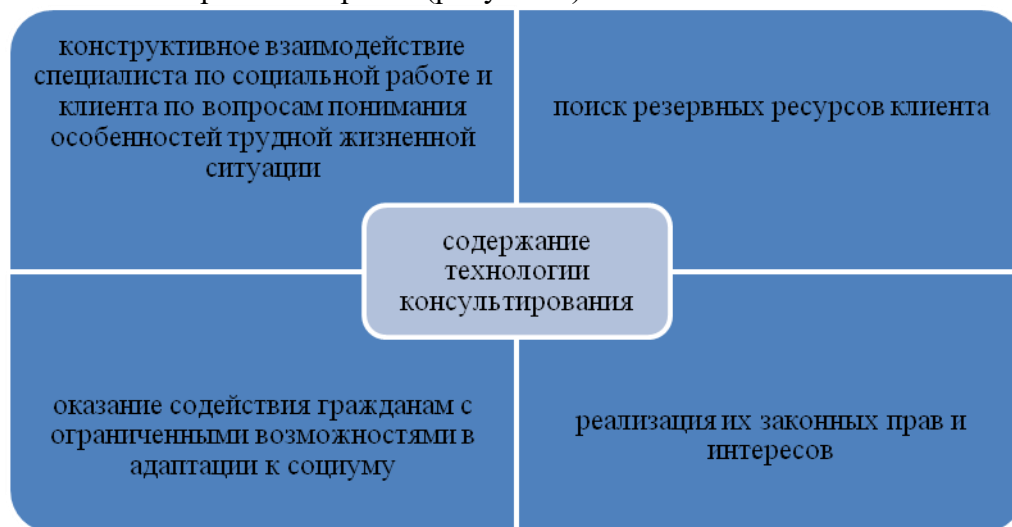 конструктивное взаимодействие
специалиста по социальной работе и
клиента по вопросам понимания
особенностей трудной жизненной
ситуации
поиск резервных ресурсов клиента
содержание
технологии
консультирования
оказание содействия гражданам с
ограниченными возможностями в
адаптации к социуму
реализация их законных прав и
интересов